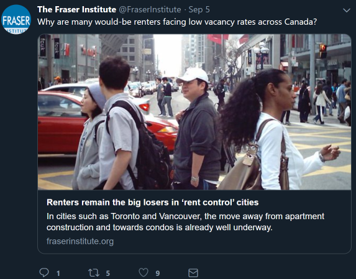 FRASER
INSTITUTE
The Fraser Institute @FraserInstitute · Sep 5
Why are many would-be renters facing low vacancy rates across Canada?
Renters remain the big losers in ‘rent control’ cities
In cities such as Toronto and Vancouver, the move away from apartment
construction and towards condos is already well underway.
fraserinstitute.org
1
5
9